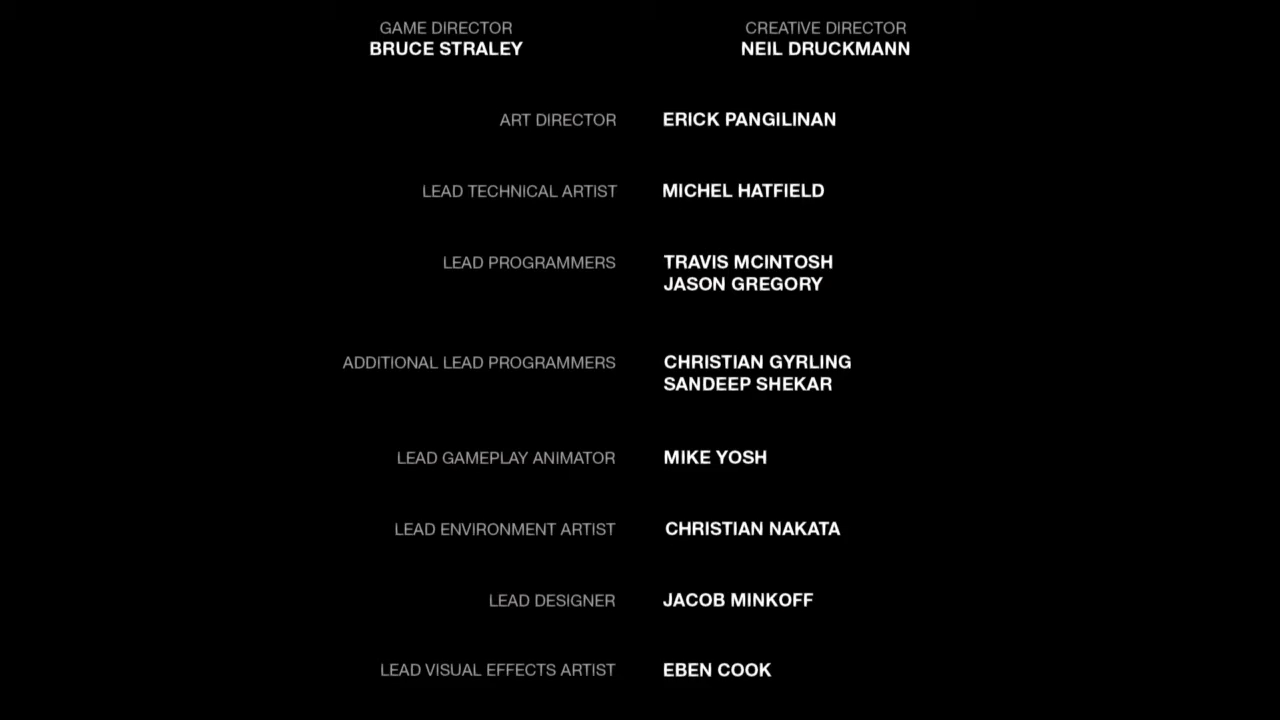 GAME DIRECTOR
BRUCE STRALEY
CREATIVE DIRECTOR
NEIL DRUCKMANN
ART DIRECTOR ERICK PANGILINAN
LEAD TECHNICAL ARTIST MICHEL HATFIELD
LEAD PROGRAMMERS TRAVIS MCINTOSH
JASON GREGORY
ADDITIONAL LEAD PROGRAMMERS CHRISTIAN GYRLING
SANDEEP SHEKAR
LEAD GAMEPLAY ANIMATOR MIKE YOSH
LEAD ENVIRONMENT ARTIST CHRISTIAN NAKATA
LEAD DESIGNER JACOB MINKOFF
LEAD VISUAL EFFECTS ARTIST EBEN COOK